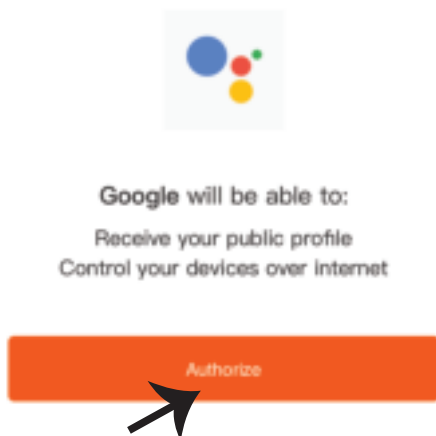 Google will be able to:
Receive your public profile
Control your devices over internet
Authorize